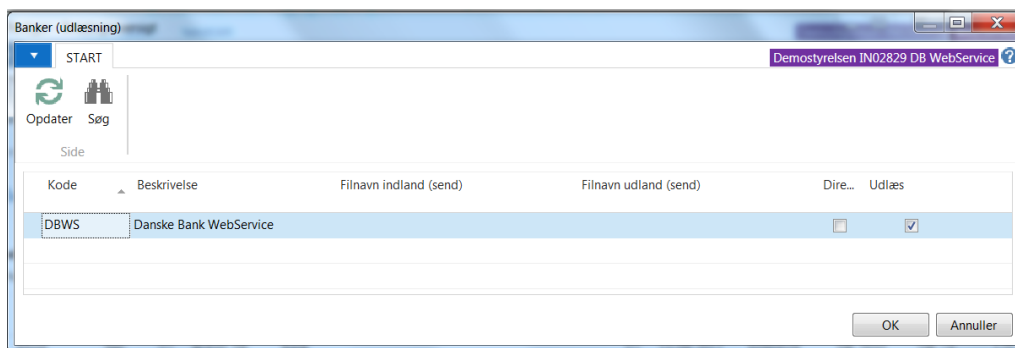 Banker (udlæsning)
START
Demostyrelsen IN02829 DB WebService
Opdater Søg
Side
Kode Beskrivelse Filnavn indland (send) Filnavn udland (send) Dire... Udlæs
DBWS Danske Bank WebService
OK Annuller